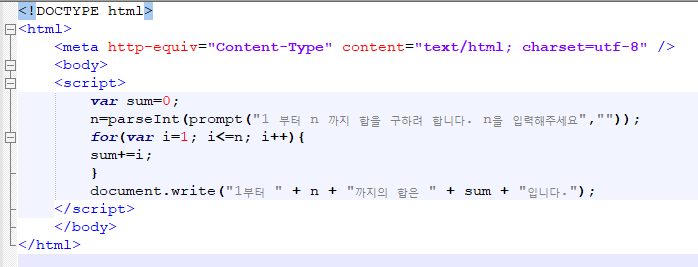 <!DOCTYPE html>
<html>
<meta http-equiv="Content-Type" content="text/html; charset=utf-8" />
<body>
<script>
var sum=0;
n=parseInt(prompt("1 부터 n 까지 합을 구하려 합니다. n을 입력해주세요",""));
for(var i=1; i<=n; i++){
sum+=i;
}
document.write("1부터 " + n + "까지의 합은 " + sum + "입니다.");
</script>
</body>
</html>